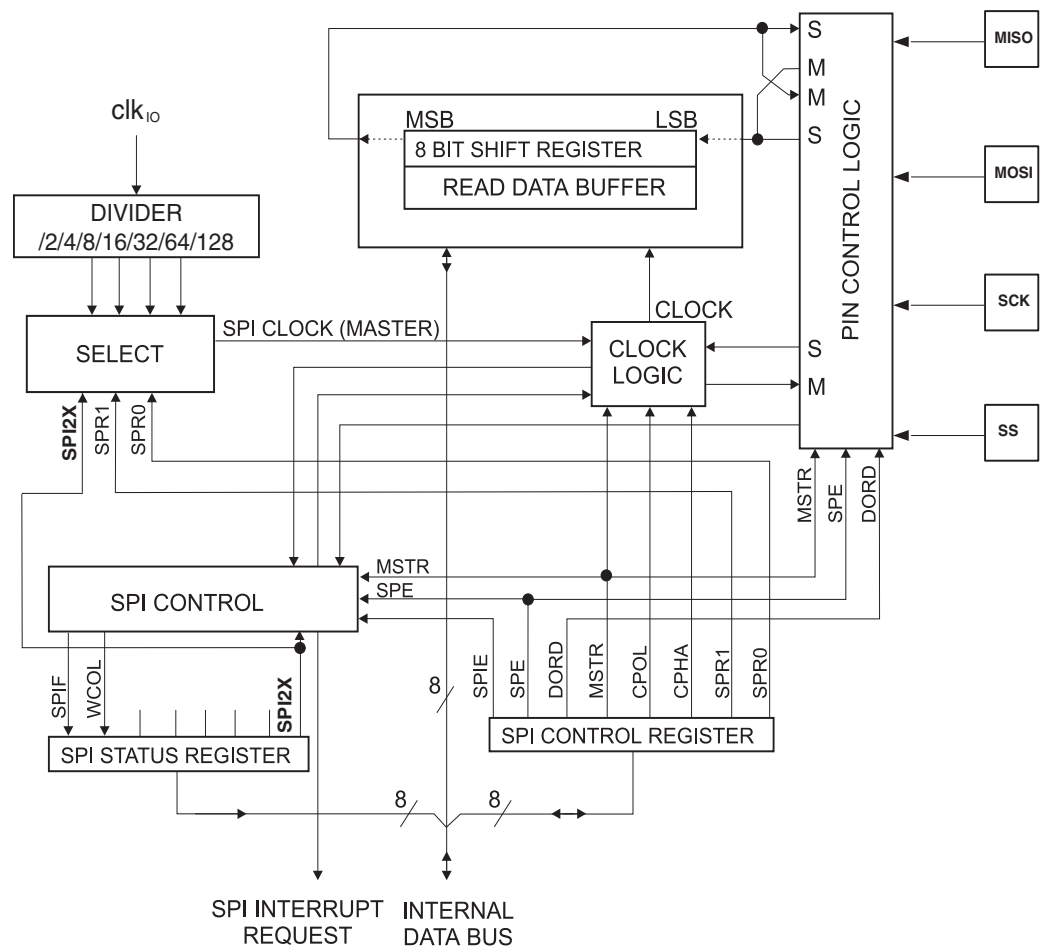 S
MISO
M
clk IO
MSB
LSB
M
8 BIT SHIFT REGISTER
S
READ DATA BUFFER
PIN CONTROL LOGIC
MOSI
DIVIDER
/2/4/8/16/32/64/128
SCK
SPI CLOCK (MASTER)
CLOCK
SELECT
CLOCK
LOGIC
S
M
SPI2X
SPR1
SPR0
SS
MSTR
SPE
DORD
MSTR
SPE
SPI CONTROL
SPIF
WCOL
SPI2X
8
SPIE
SPE
DORD
MSTR
CPOL
CPHA
SPR1
SPR0
SPI STATUS REGISTER
SPI CONTROL REGISTER
8
8
SPI INTERRUPT
REQUEST
INTERNAL
DATA BUS